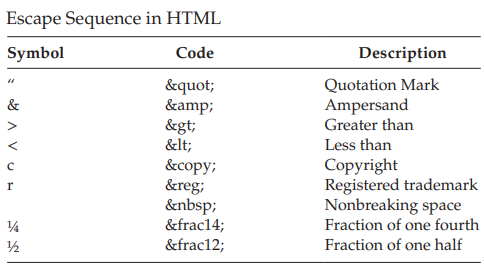 Escape Sequence in HTML
Symbol Code Description
“ &quot; Quotation Mark
& &amp; Ampersand
> &gt; Greater than
< &lt; Less than
c &copy; Copyright
r &reg; Registered trademark
&nbsp; Nonbreaking space
¼ &frac14; Fraction of one fourth
½ &frac12; Fraction of one half